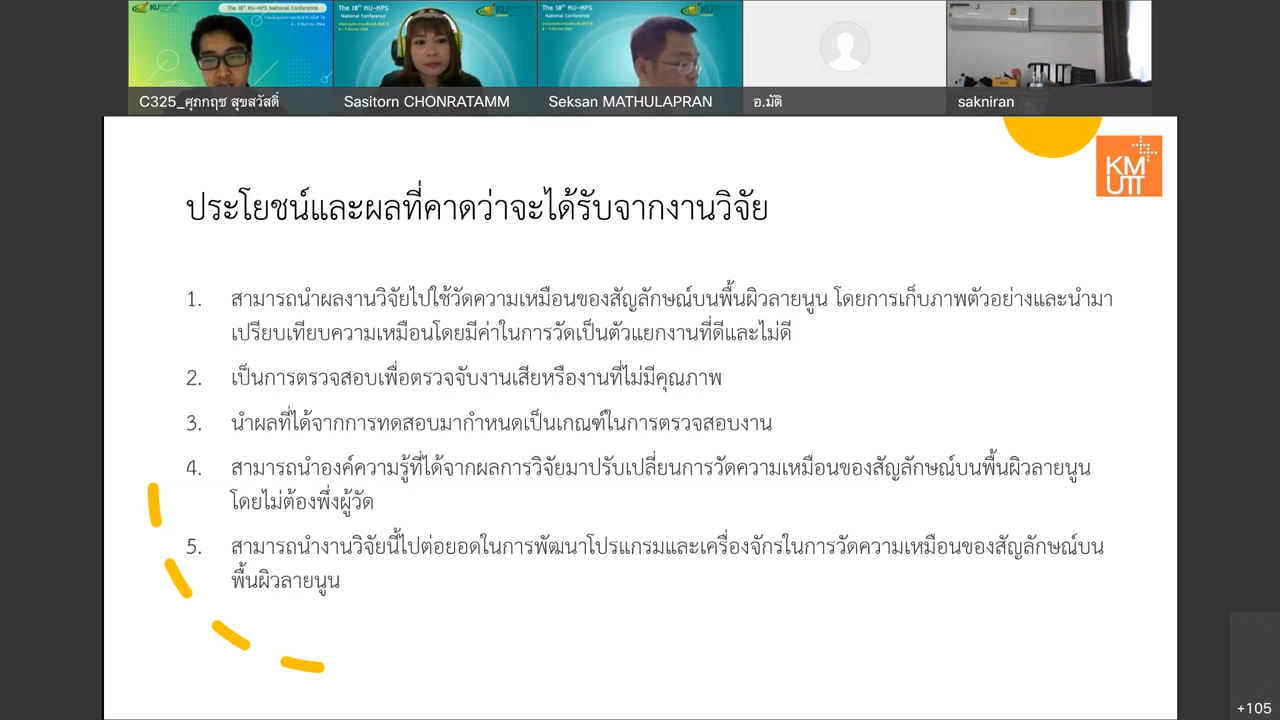 The 18th KU-KPS National Conference
The 18th KU-KPS
National Conference
The 18th KU-KPS
National Conference
C325_ศุภกฤช สุขสวัสดิ์
Sasitorn CHONRATAMM
Seksan MATHULAPRAN
อ.มัติ
sakniran
KM
UTT
ประโยชน์และผลที่คาดว่าจะได้รับจากงานวิจัย
1. สามารถนำผลงานวิจัยไปใช้วัดความเหมือนของสัญลักษณ์บนพื้นผิวลายนูน โดยการเก็บภาพตัวอย่างและนำมา
เปรียบเทียบความเหมือนโดยมีค่าในการวัดเป็นตัวแยกงานที่ดีและไม่ดี
2. เป็นการตรวจสอบเพื่อตรวจจับงานเสียหรืองานที่ไม่มีคุณภาพ
3. นำผลที่ได้จากการทดสอบมากำหนดเป็นเกณฑ์ในการตรวจสอบงาน
4. สามารถนำองค์ความรู้ที่ได้จากผลการวิจัยมาปรับเปลี่ยนการวัดความเหมือนของสัญลักษณ์บนพื้นผิวลายนูน
โดยไม่ต้องพึ่งผู้วัด
5. สามารถนำงานวิจัยนี้ไปต่อยอดในการพัฒนาโปรแกรมและเครื่องจักรในการวัดความเหมือนของสัญลักษณ์บน
พื้นผิวลายนูน
+105